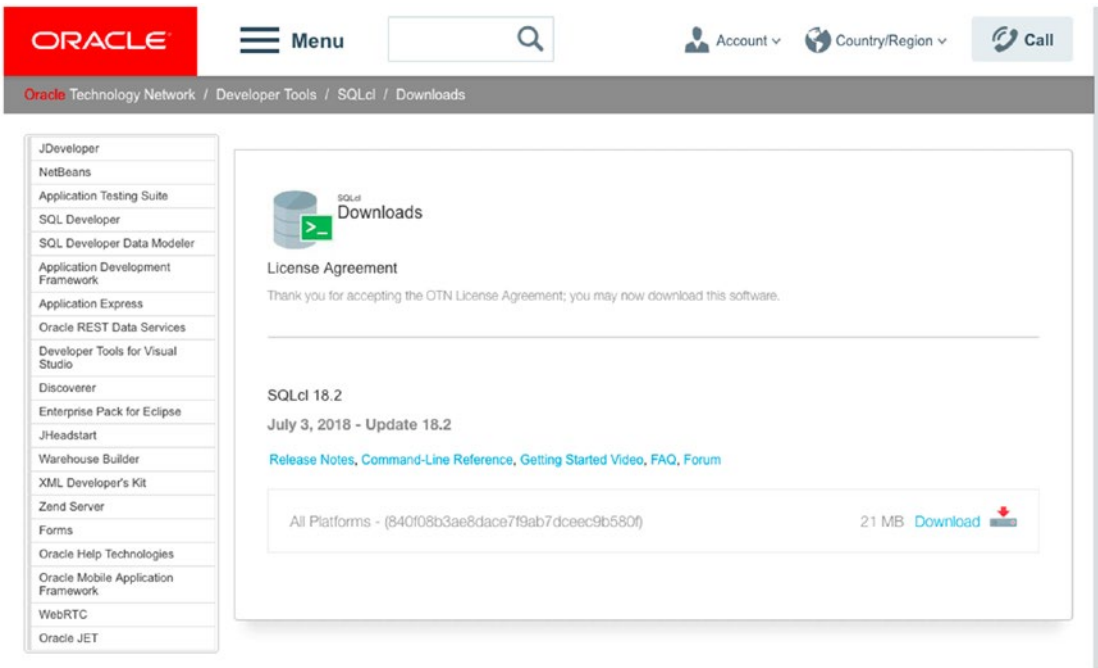 ORACLE
Menu
Account
Country/Region
Call
Oracle Technology Network / Developer Tools / SQLcl / Downloads
JDeveloper
NetBeans
Application Testing Suite
SQL Developer
SQL Developer Data Modeler
Application Development
Framework
Application Express
Oracle REST Data Services
Developer Tools for Visual
Studio
Discoverer
Enterprise Pack for Eclipse
JHeadstart
Warehouse Builder
XML Developer's Kit
Zend Server
Forms
Oracle Help Technologies
Oracle Mobile Application
Framework
WebRTC
Oracle JET
SQLcl
Downloads
>_
License Agreement
Thank you for accepting the OTN License Agreement; you may now download this software.
SQLcl 18.2
July 3, 2018 - Update 18.2
Release Notes, Command-Line Reference, Getting Started Video, FAQ, Forum
All Platforms - (840f08b3ae8dace7f9ab7dceec9b580f) 21 MB Download